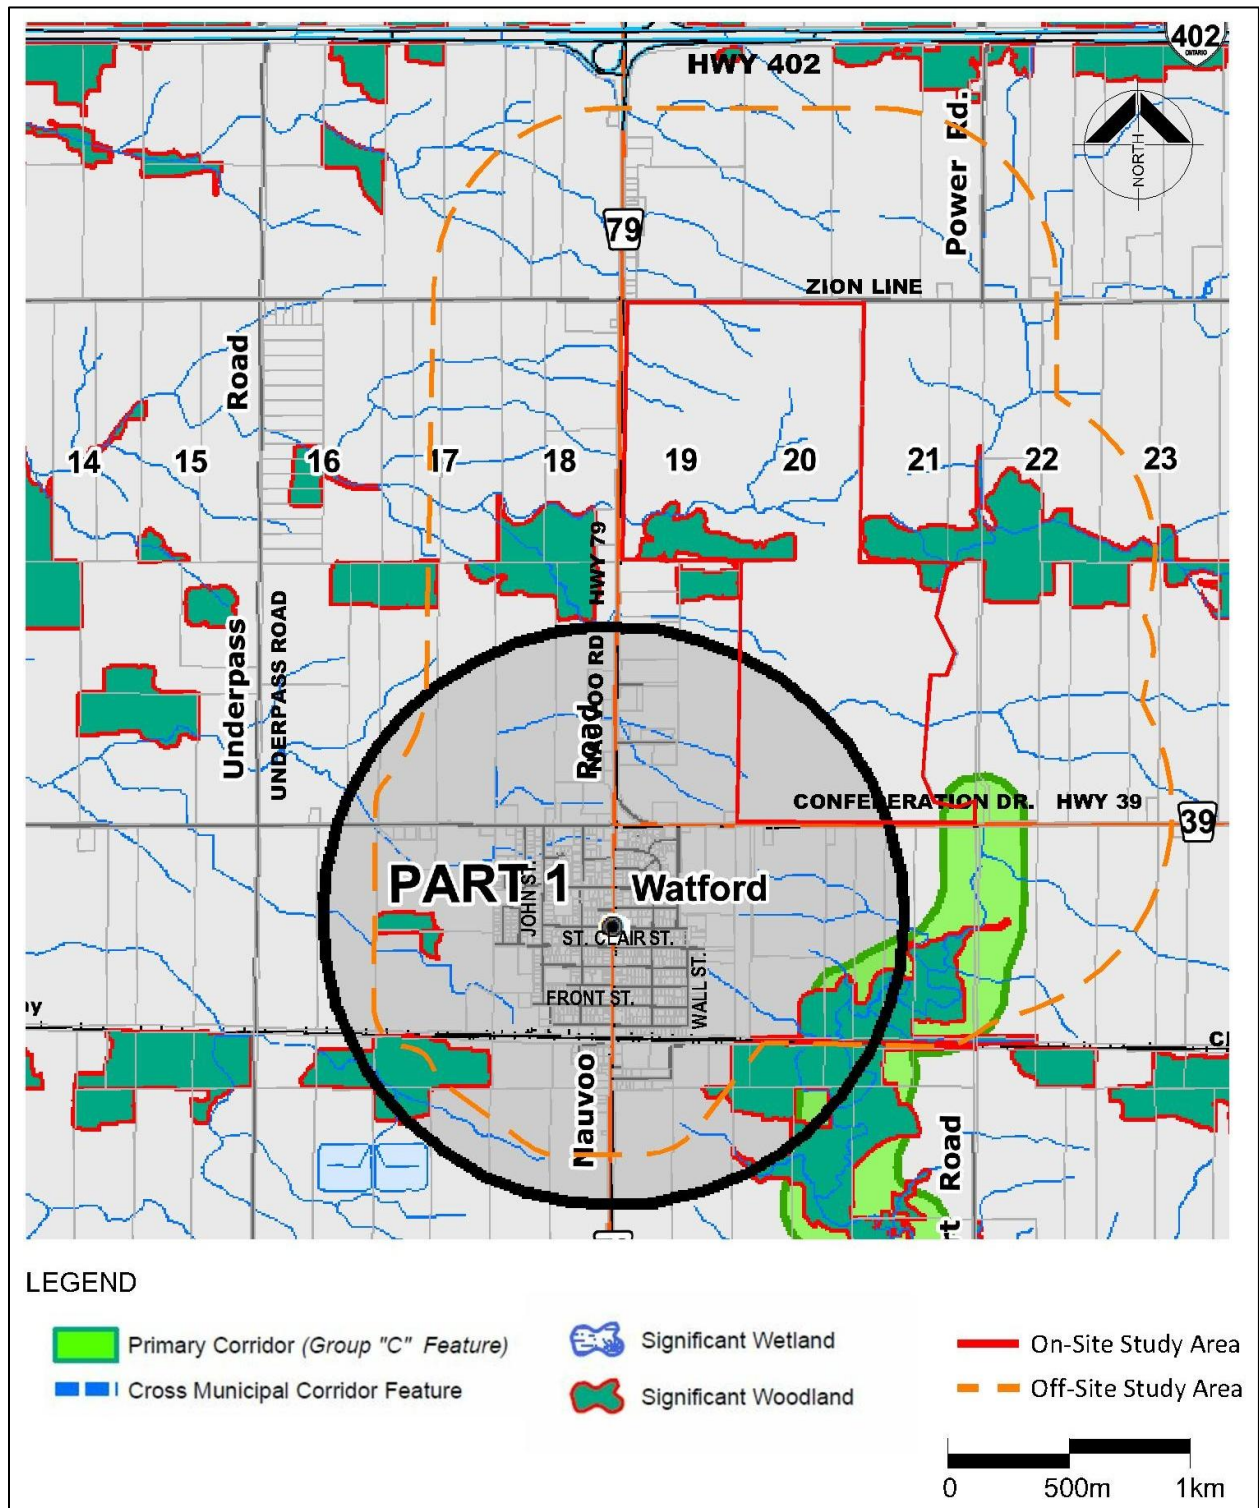 402
ONTARIO
HWY 402
Power Rd.
NORTH
79
ZION LINE
Road
14 15 16 17 18 19 20 21 22 23
HWY 79
Underpass
UNDERPASS ROAD
NAUVOO RD
Road
CONFEDERATION DR. HWY 39
39
PART 1
Watford
JOHN ST.
ST. CLAIR ST.
WALL ST.
FRONT ST.
Nauvoo
Road
LEGEND
Primary Corridor (Group "C" Feature)
Cross Municipal Corridor Feature
Significant Wetland
Significant Woodland
On-Site Study Area
Off-Site Study Area
0 500m 1km